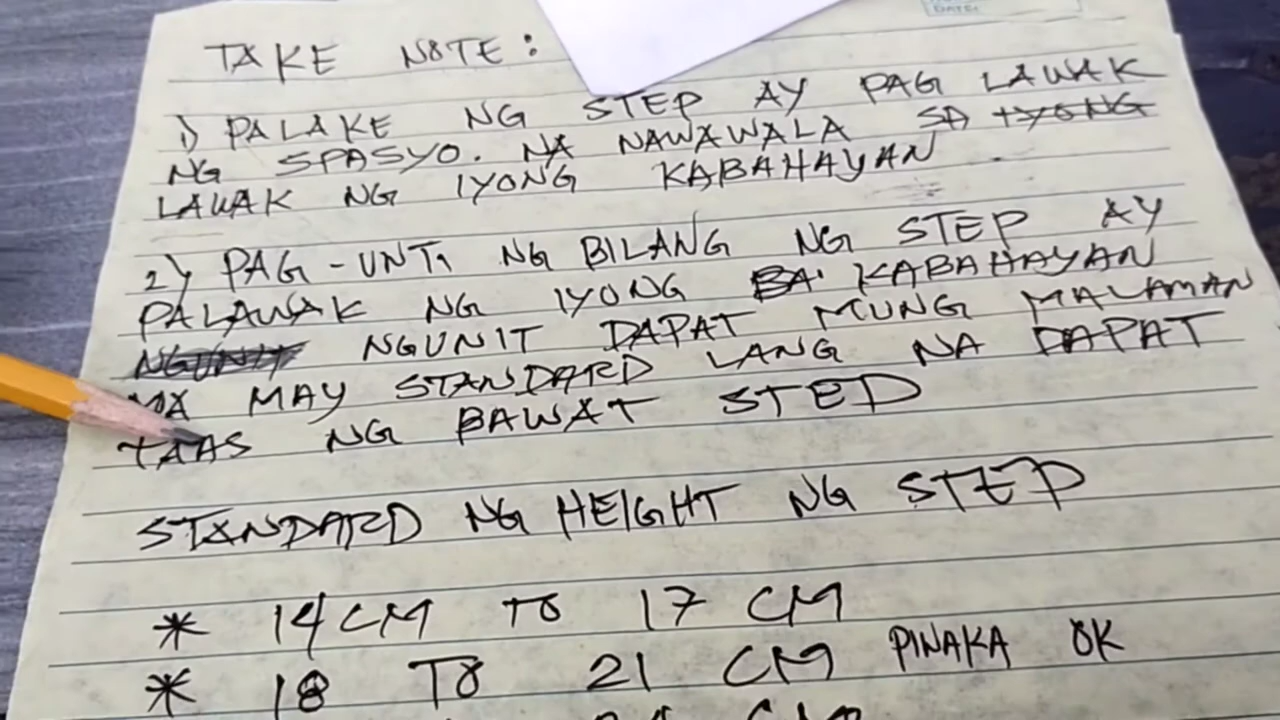 DATE:
TAKE NOTE:
1) PALAKE NG STEP AY PAG LAWAK
NG SPASYO. NA NAWAWALA SA IYONG
LAWAK NG IYONG KABAHAYAN
2) PAG-UNTI NG BILANG NG STEP AY
PALAWAK NG IYONG BA KABAHAYAN
NGUNIT NGUNIT DAPAT MUNG MALAMAN
MAY STANDARD LANG NA DAPAT
TAAS NG BAWAT STEP
STANDARD NG HEIGHT NG STEP
* 14 CM TO 17 CM
* 18 TO 21 CM PINAKA OK
CM